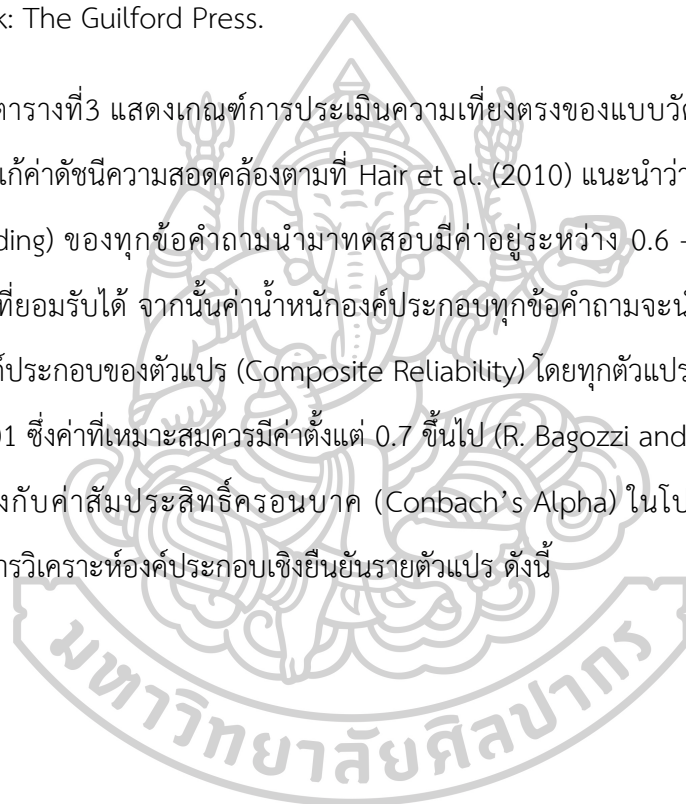 k: The Guilford Press.
ตารางที่3 แสดงเกณฑ์การประเมินความเที่ยงตรงของแบบวัด
แก้ค่าดัชนีความสอดคล้องตามที่ Hair et al. (2010) แนะนำว่า
ding) ของทุกข้อคำถามนำมาทดสอบมีค่าอยู่ระหว่าง 0.6 -
ที่ยอมรับได้ จากนั้นค่าน้ำหนักองค์ประกอบทุกข้อคำถามจะนั
ค์ประกอบของตัวแปร (Composite Reliability) โดยทุกตัวแปร
01 ซึ่งค่าที่เหมาะสมควรมีค่าตั้งแต่ 0.7 ขึ้นไป (R. Bagozzi and
งกับค่าสัมประสิทธิ์ครอนบาค (Conbach’s Alpha) ในโป
ารวิเคราะห์องค์ประกอบเชิงยืนยันรายตัวแปร ดังนี้
มหาวิทยาลัยศิลปากร